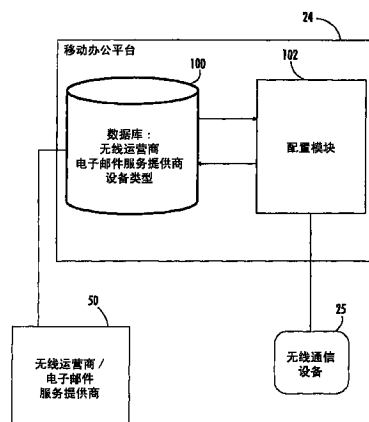 24
移动办公平台
100
102
数据库：
无线运营商
电子邮件服务提供商
设备类型
配置模块
50
25
无线运营商 /
电子邮件
服务提供商
无线通信
设备